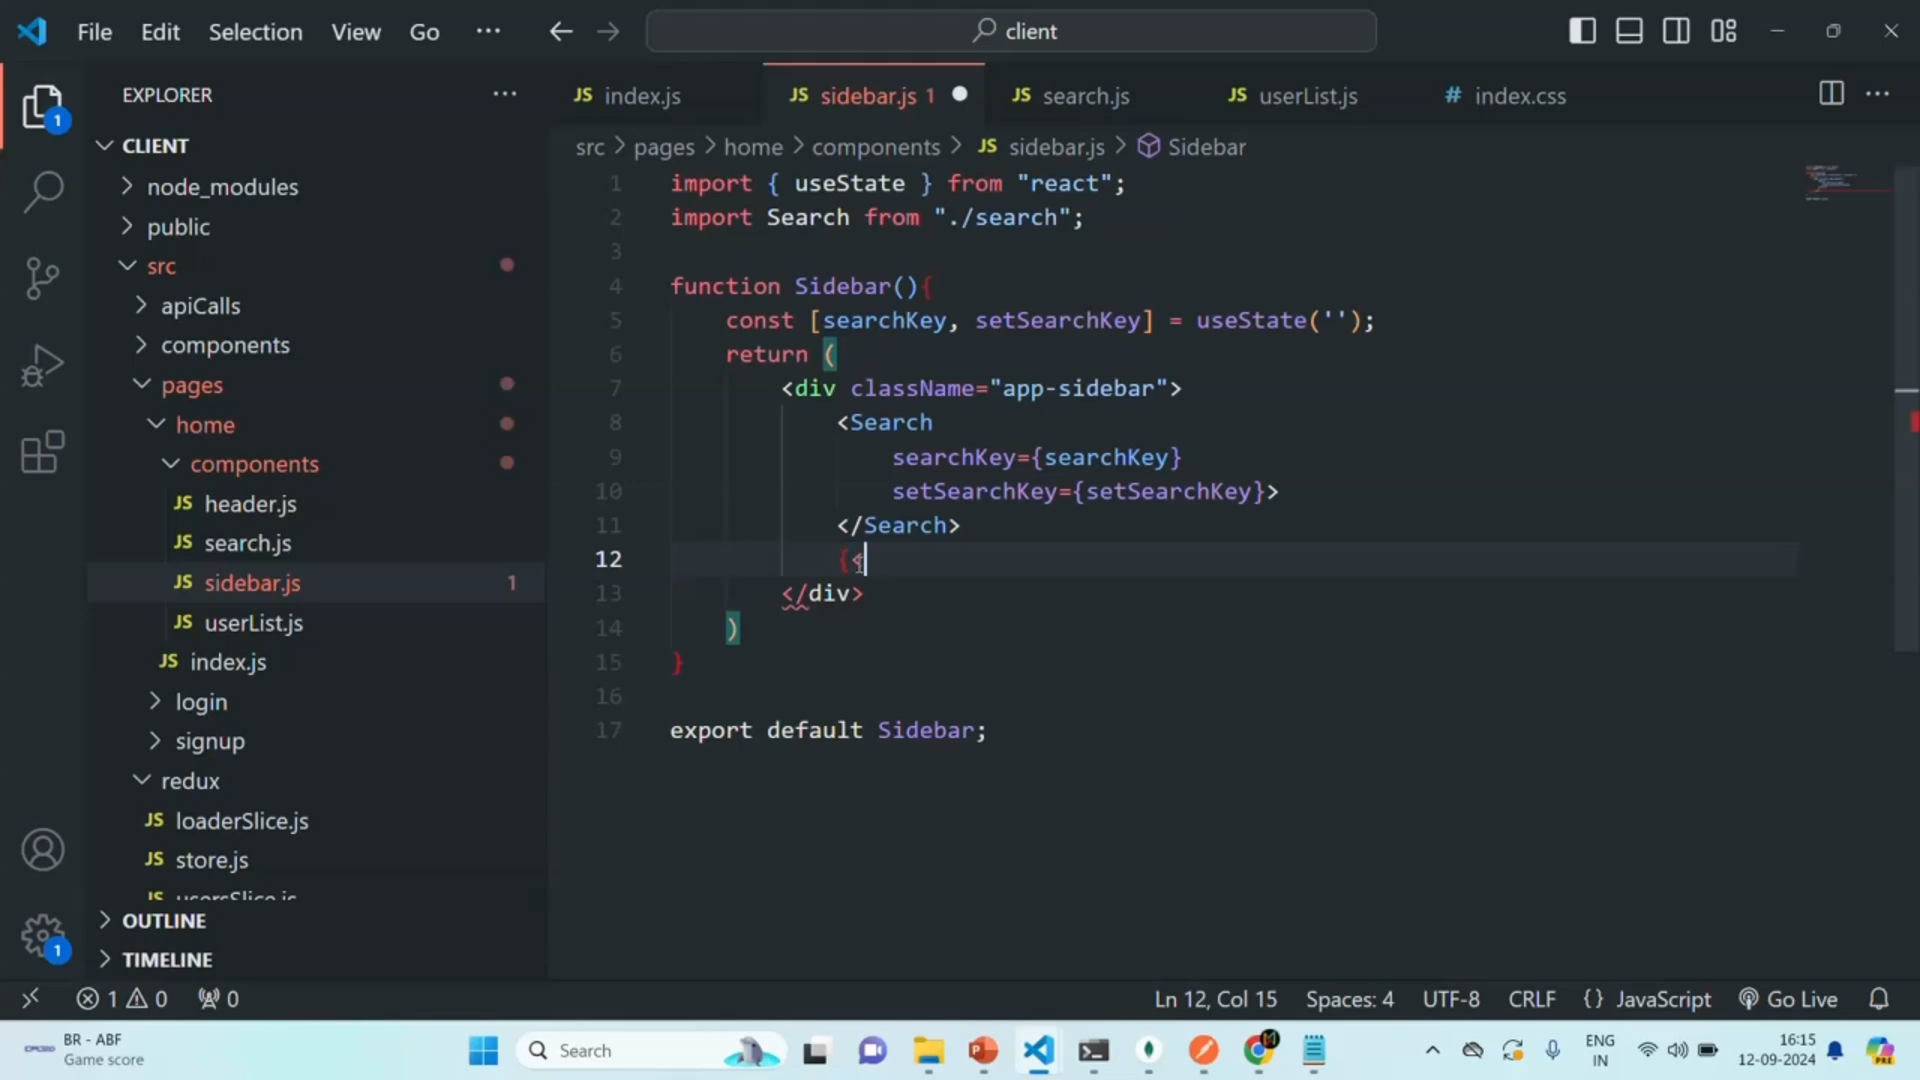 File Edit Selection View Go ··· client
EXPLORER ···
CLIENT
node_modules
public
src
apiCalls
components
pages
home
components
JS header.js
JS search.js
JS sidebar.js 1
JS userList.js
JS index.js
login
signup
redux
JS loaderSlice.js
JS store.js
JS usersSlice.js
OUTLINE
TIMELINE
1
1
JS index.js JS sidebar.js 1 JS search.js JS userList.js # index.css ···
src > pages > home > components > JS sidebar.js > Sidebar
1 import { useState } from "react";
2 import Search from "./search";
3
4 function Sidebar(){
5 const [searchKey, setSearchKey] = useState('');
6 return (
7 <div className="app-sidebar">
8 <Search
9 searchKey={searchKey}
10 setSearchKey={setSearchKey}>
11 </Search>
12 {<
13 </div>
14 )
15 }
16
17 export default Sidebar;
1 0 0 Ln 12, Col 15 Spaces: 4 UTF-8 CRLF {} JavaScript Go Live
BR - ABF
Game score
Search
ENG
IN
16:15
12-09-2024
PRE